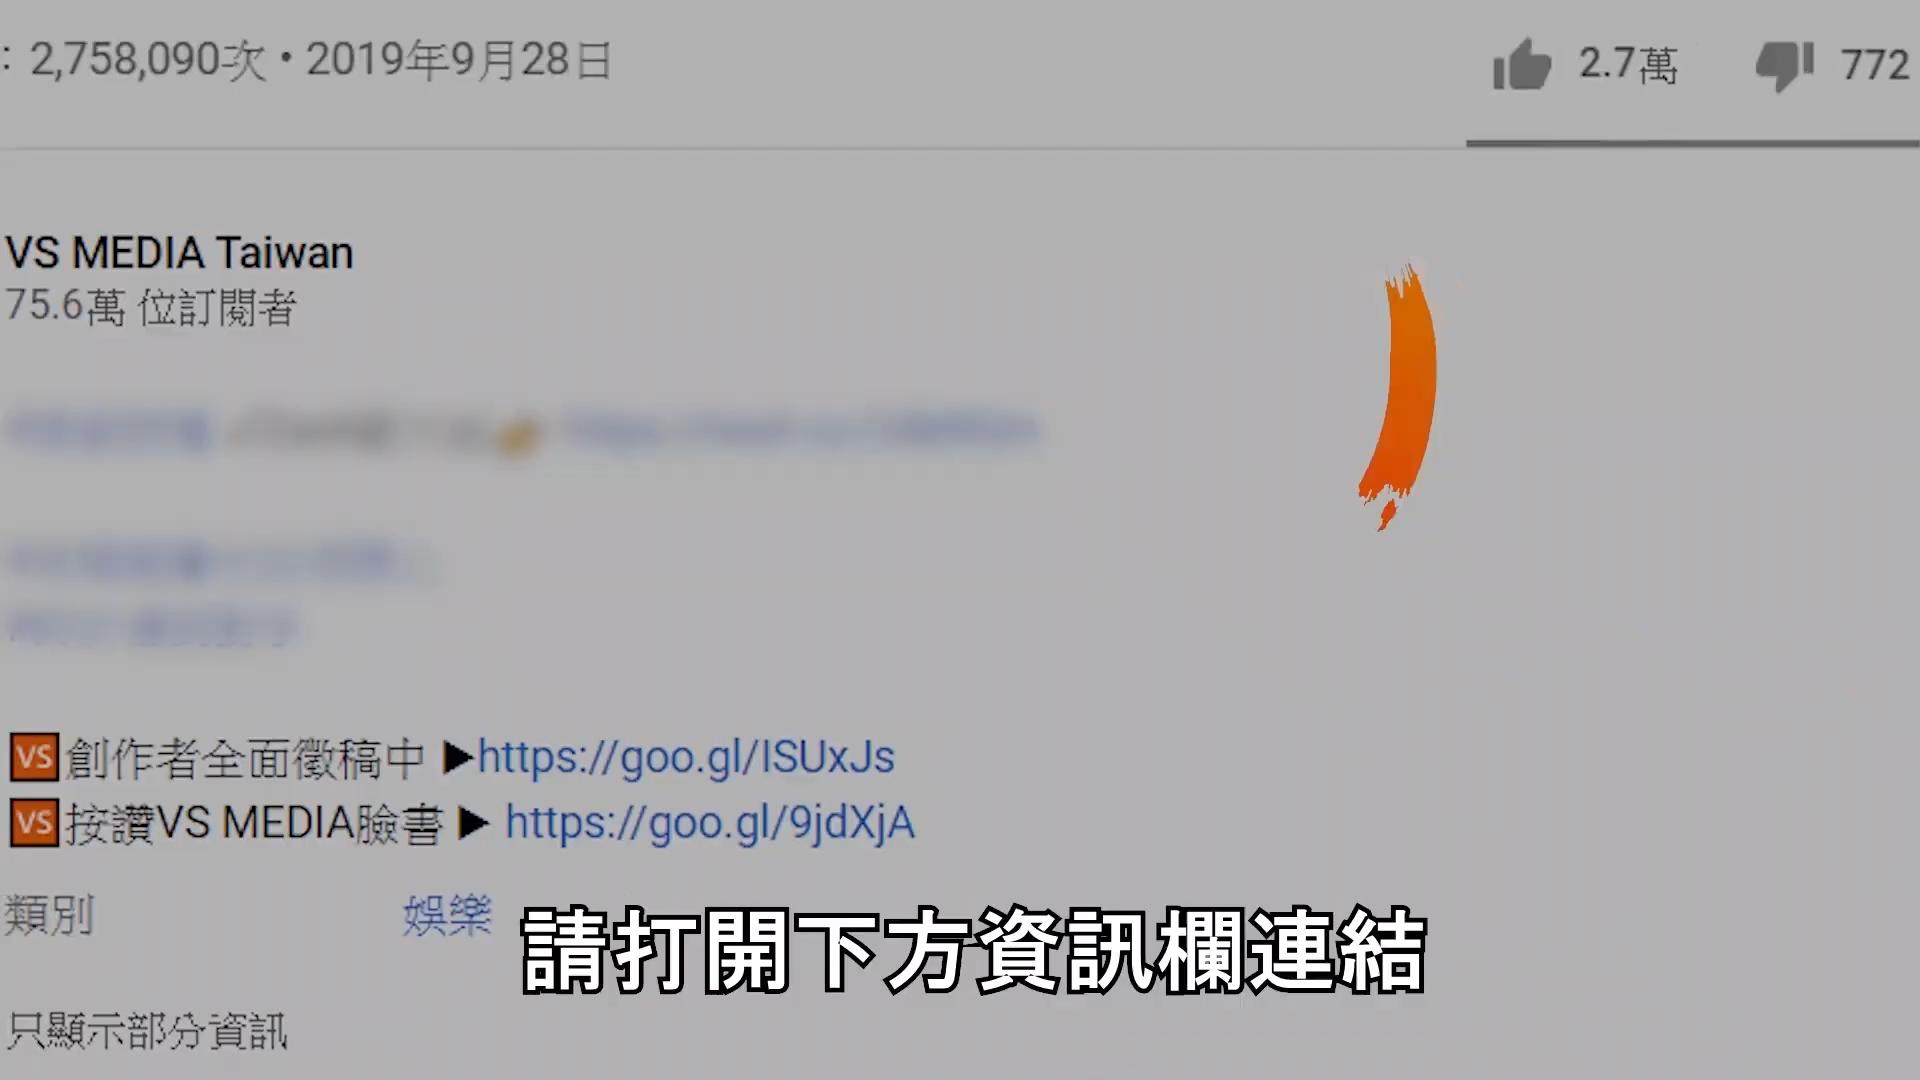 : 2,758,090次 • 2019年9月28日
2.7萬
772
VS MEDIA Taiwan
75.6萬 位訂閱者
VS 創作者全面徵稿中 ▶https://goo.gl/ISUxJs
VS 按讚VS MEDIA臉書 ▶ https://goo.gl/9jdXjA
類別 娛樂
請打開下方資訊欄連結
只顯示部分資訊